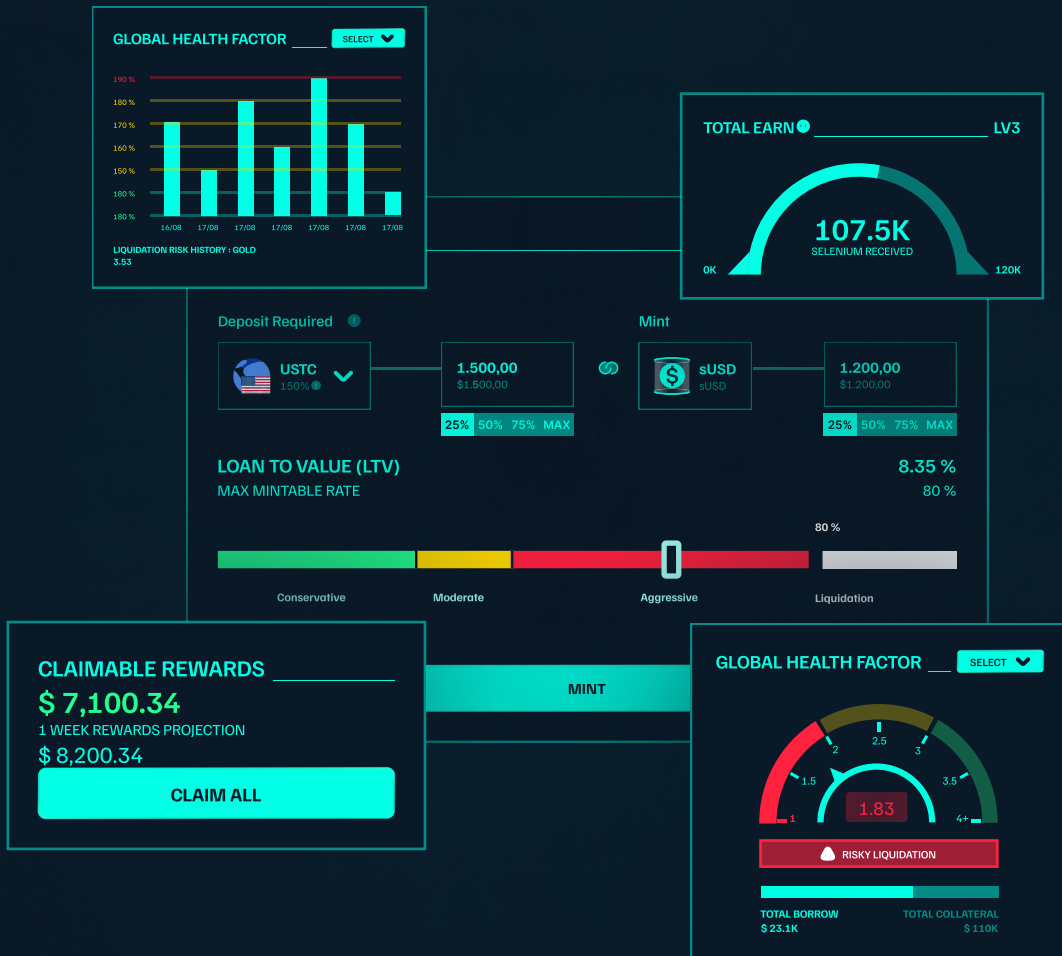 GLOBAL HEALTH FACTOR
SELECT
190 %
180 %
170 %
160 %
150 %
180 %
180 %
16/08 17/08 17/08 17/08 17/08 17/08 17/08
LIQUIDATION RISK HISTORY : GOLD
3.53
TOTAL EARN
LV3
107.5K
SELENIUM RECEIVED
0K
120K
Deposit Required !
Mint
USTC
150%
1.500,00
$1.500,00
sUSD
sUSD
1.200,00
$1.200,00
25% 50% 75% MAX
25% 50% 75% MAX
LOAN TO VALUE (LTV)
8.35 %
MAX MINTABLE RATE
80 %
80 %
Conservative
Moderate
Aggressive
Liquidation
CLAIMABLE REWARDS
$ 7,100.34
1 WEEK REWARDS PROJECTION
$ 8,200.34
CLAIM ALL
MINT
GLOBAL HEALTH FACTOR
SELECT
1
1.5
2
2.5
3
3.5
4+
1.83
RISKY LIQUIDATION
TOTAL BORROW
$ 23.1K
TOTAL COLLATERAL
$ 110K